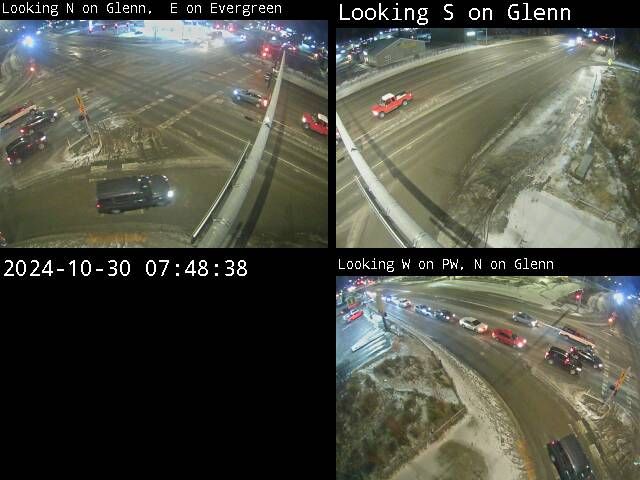 Looking N on Glenn,  E on Evergreen
Looking S on Glenn
2024-10-30 07:48:38
Looking W on PW, N on Glenn